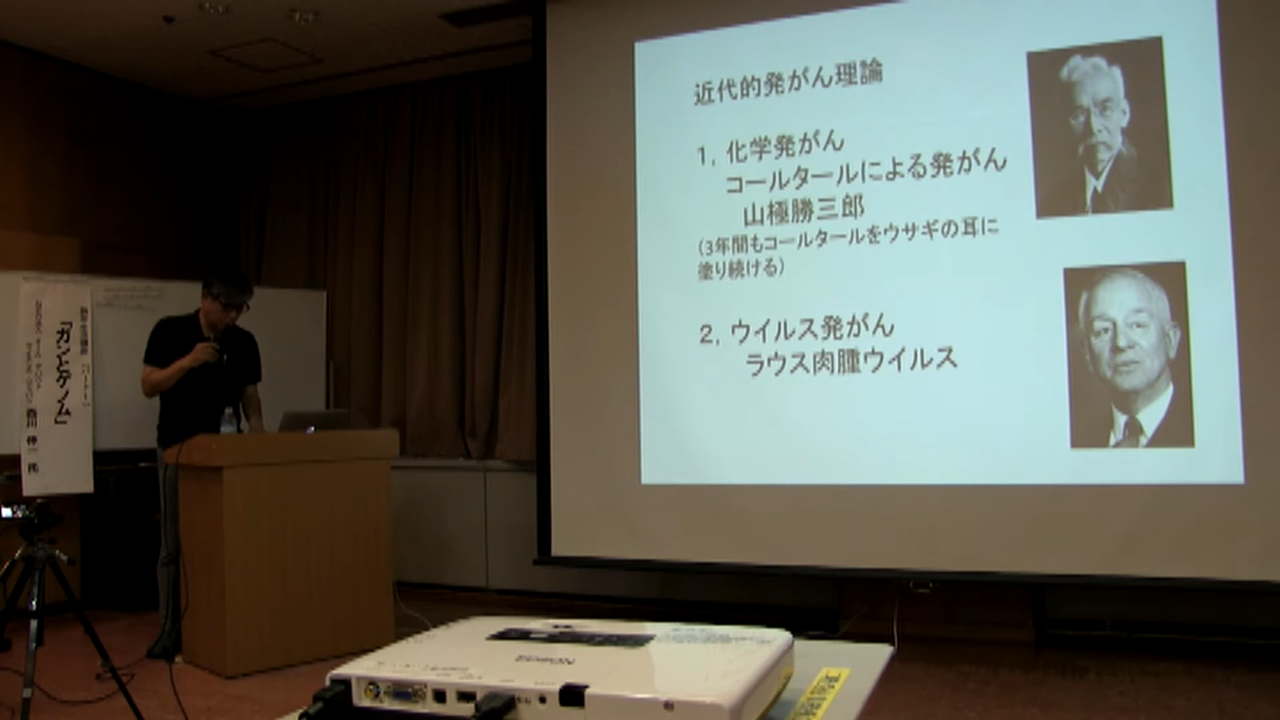 近代的発がん理論
1, 化学発がん
コールタールによる発がん
山極勝三郎
(3年間もコールタールをウサギの耳に
塗り続ける)
2, ウイルス発がん
ラウス肉腫ウイルス
「ガンとゲノム」